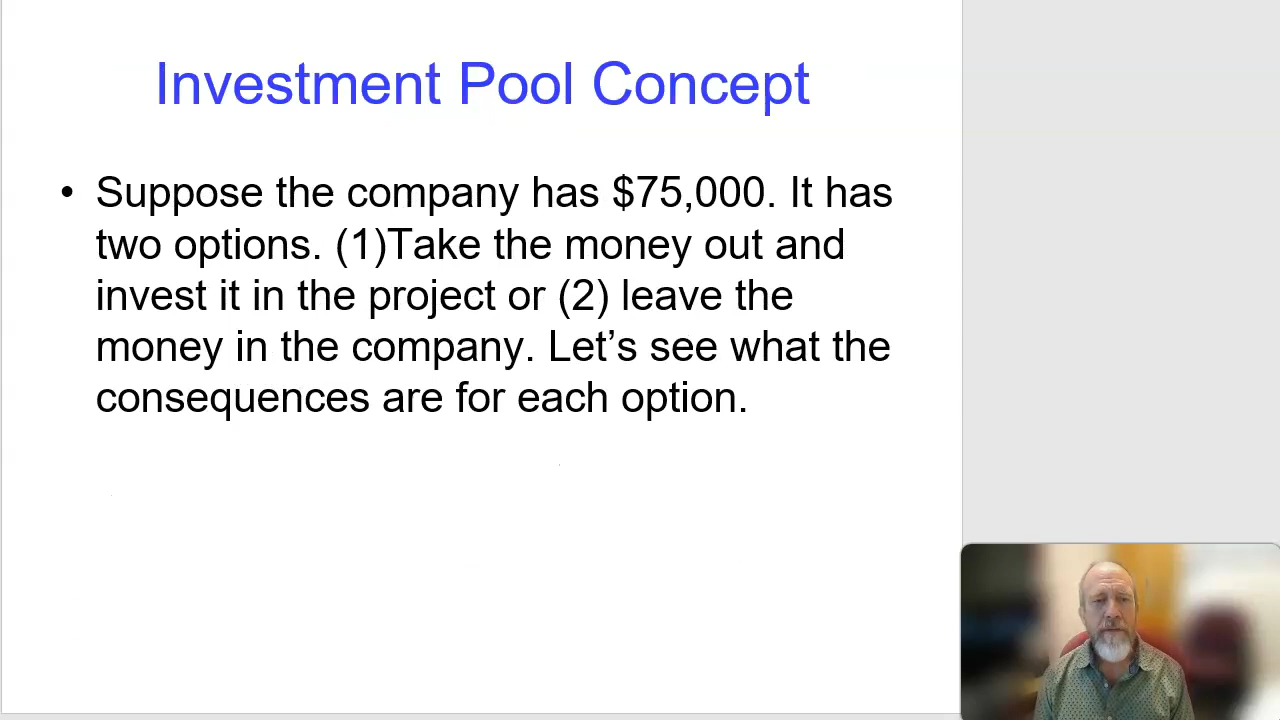 Investment Pool Concept
• Suppose the company has $75,000. It has
two options. (1)Take the money out and
invest it in the project or (2) leave the
money in the company. Let’s see what the
consequences are for each option.